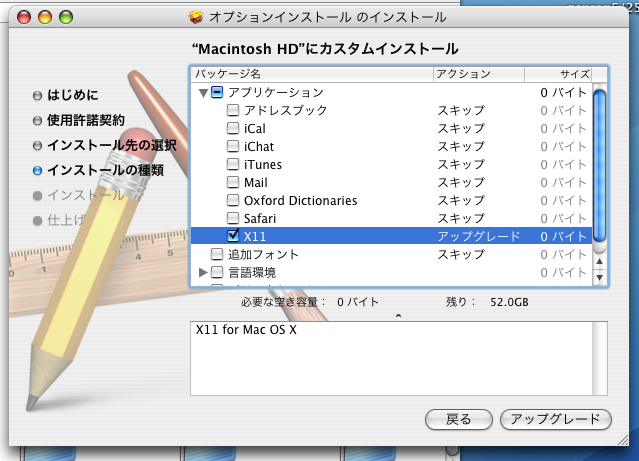 オプションインストール のインストール
“Macintosh HD”にカスタムインストール
はじめに
使用許諾契約
インストール先の選択
インストールの種類
インストール
仕上げ
パッケージ名 アクション サイズ
アプリケーション 0 バイト
アドレスブック スキップ 0 バイト
iCal スキップ 0 バイト
iChat スキップ 0 バイト
iTunes スキップ 0 バイト
Mail スキップ 0 バイト
Oxford Dictionaries スキップ 0 バイト
Safari スキップ 0 バイト
X11 アップグレード 0 バイト
追加フォント スキップ 0 バイト
言語環境 0 バイト
必要な空き容量： 0 バイト 残り： 52.0GB
X11 for Mac OS X
戻る アップグレード